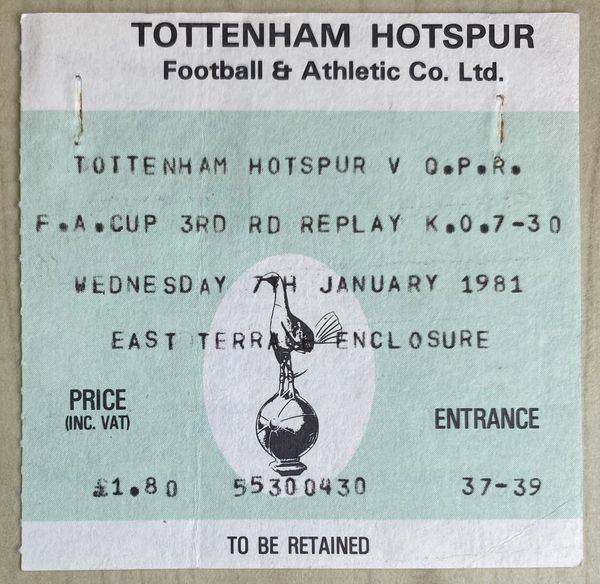 TOTTENHAM HOTSPUR
Football & Athletic Co. Ltd.
TOTTENHAM HOTSPUR V Q.P.R.
F.A.CUP 3RD RD REPLAY K.O.7-30
WEDNESDAY 7TH JANUARY 1981
EAST TERRACE ENCLOSURE
PRICE
(INC. VAT)
ENTRANCE
£1.80 55300430 37-39
TO BE RETAINED